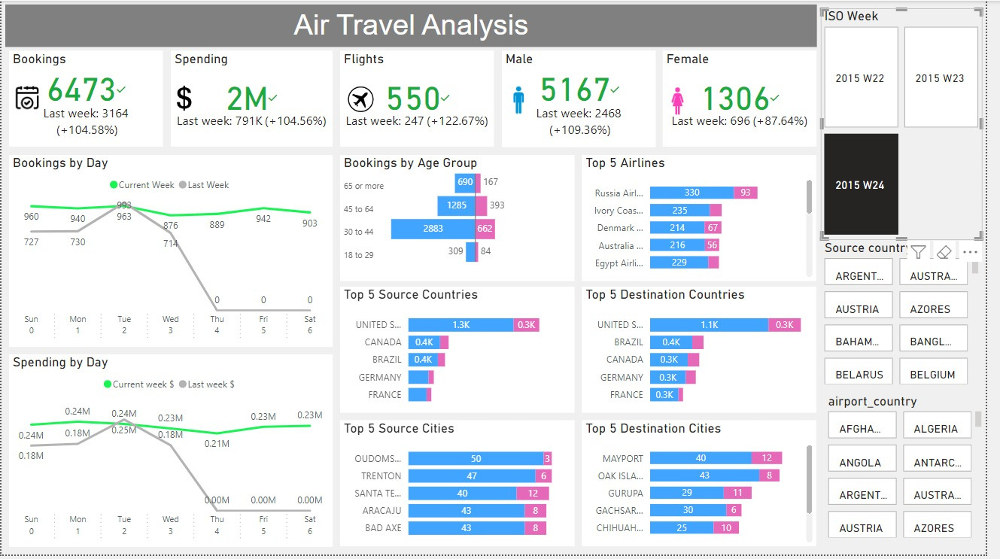 Air Travel Analysis
Bookings
6473
Last week: 3164
(+104.58%)
Spending
$
2M
Last week: 791K (+104.56%)
Flights
550
Last week: 247 (+122.67%)
Male
5167
Last week: 2468
(+109.36%)
Female
1306
Last week: 696 (+87.64%)
ISO Week
2015 W22
2015 W23
2015 W24
Bookings by Day
Current Week Last Week
960 940 993 963 876 889 942 903
727 730 714 0 0 0
Sun Mon Tue Wed Thu Fri Sat
0 1 2 3 4 5 6
Bookings by Age Group
65 or more 690 167
45 to 64 1285 393
30 to 44 2883 662
18 to 29 309 84
Top 5 Airlines
Russia Airl... 330 93
Ivory Coas... 235
Denmark ... 214 67
Australia ... 216 56
Egypt Airli... 229
Top 5 Source Countries
UNITED S... 1.3K 0.3K
CANADA 0.4K
BRAZIL 0.4K
GERMANY
FRANCE
Top 5 Destination Countries
UNITED S... 1.1K 0.3K
BRAZIL 0.4K
CANADA 0.3K
GERMANY 0.3K
FRANCE 0.3K
Spending by Day
Current week $ Last week $
0.24M 0.24M 0.24M 0.23M 0.21M 0.23M 0.23M
0.18M 0.18M 0.25M 0.18M 0.00M 0.00M 0.00M
Sun Mon Tue Wed Thu Fri Sat
0 1 2 3 4 5 6
Top 5 Source Cities
OUDOMS... 50 3
TRENTON 47 6
SANTA TE... 40 12
ARACAJU 43 8
BAD AXE 43 8
Top 5 Destination Cities
MAYPORT 40 12
OAK ISLA... 43 8
GURUPA 29 11
GACHSAR... 30 6
CHIHUAH... 25 10
Source country
ARGENT... AUSTRA...
AUSTRIA AZORES
BAHAM... BANGL...
BELARUS BELGIUM
airport_country
AFGHA... ALGERIA
ANGOLA ANTARC...
ARGENT... AUSTRA...
AUSTRIA AZORES